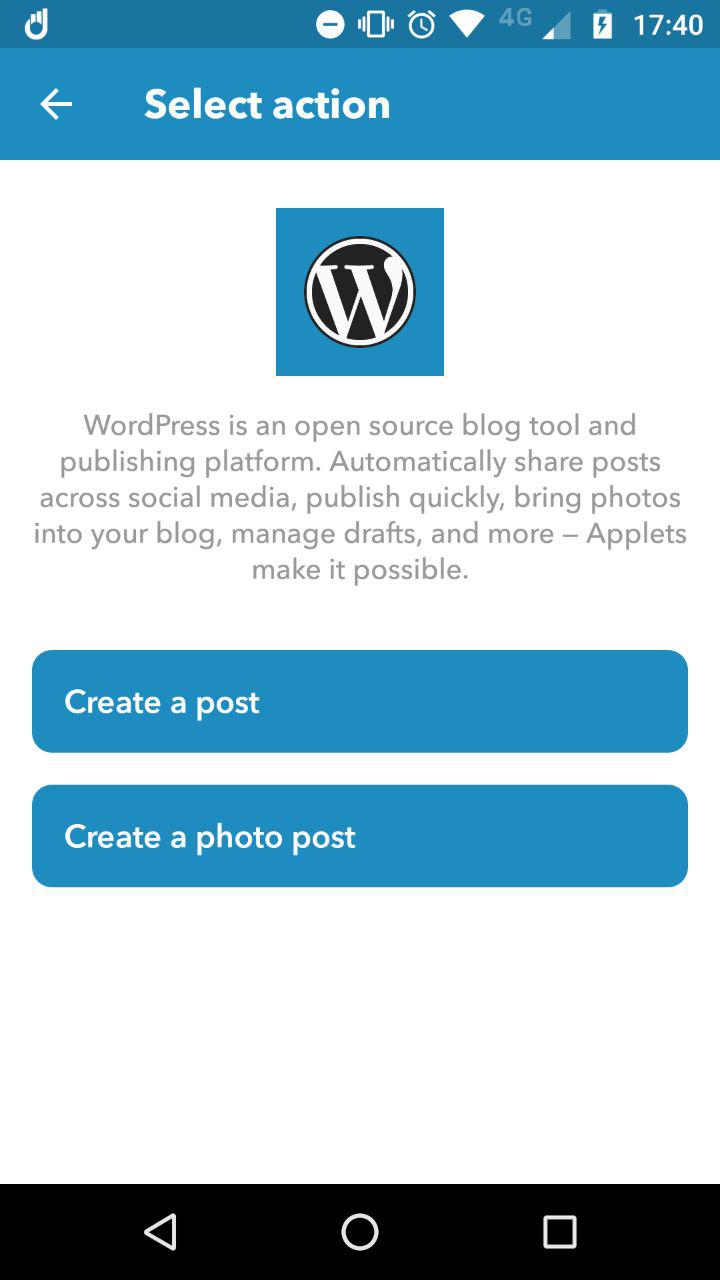 4G 17:40
Select action
W
WordPress is an open source blog tool and
publishing platform. Automatically share posts
across social media, publish quickly, bring photos
into your blog, manage drafts, and more – Applets
make it possible.
Create a post
Create a photo post